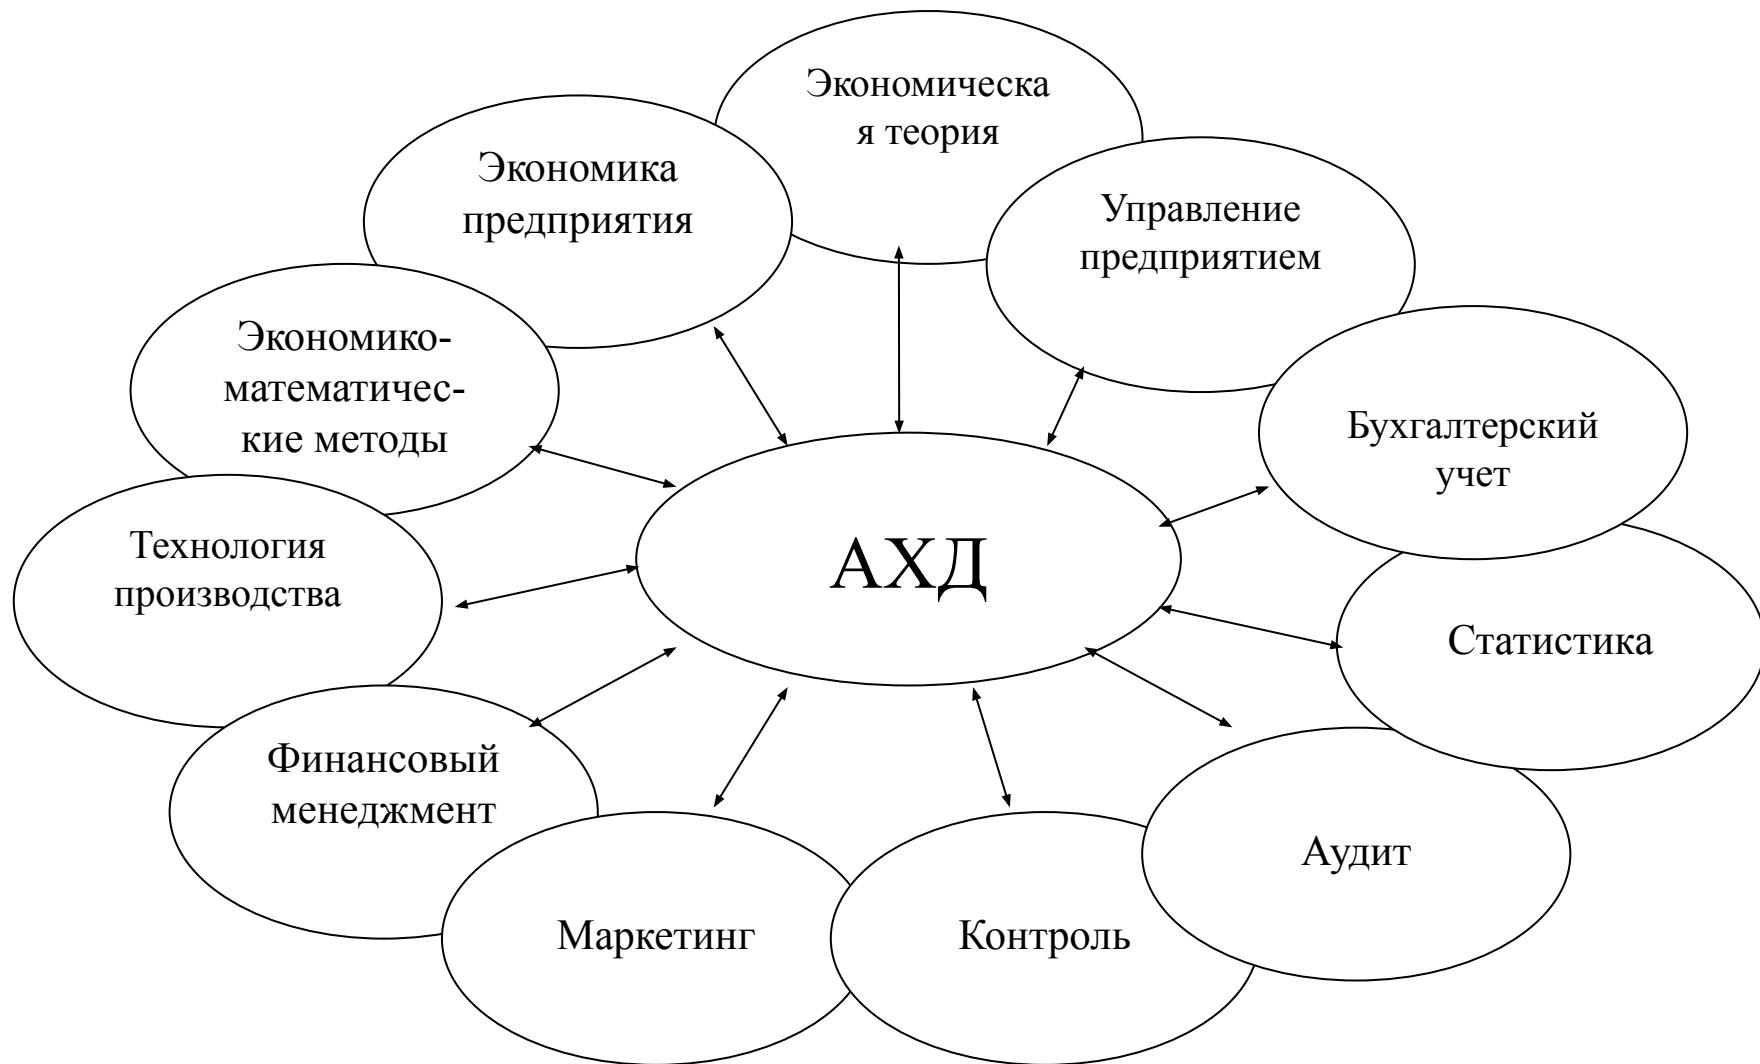 Экономическа
я теория
Экономика
предприятия
Управление
предприятием
Экономико-
математичес-
кие методы
Бухгалтерский
учет
Технология
производства
АХД
Статистика
Финансовый
менеджмент
Аудит
Маркетинг
Контроль